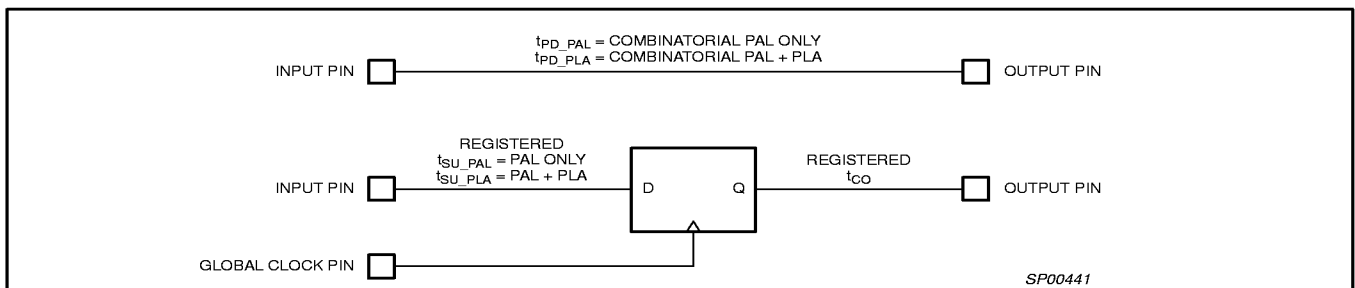 tPD_PAL = COMBINATORIAL PAL ONLY
tPD_PLA = COMBINATORIAL PAL + PLA
INPUT PIN
OUTPUT PIN
REGISTERED
tSU_PAL = PAL ONLY
tSU_PLA = PAL + PLA
REGISTERED
tCO
INPUT PIN
D
Q
OUTPUT PIN
GLOBAL CLOCK PIN
SP00441